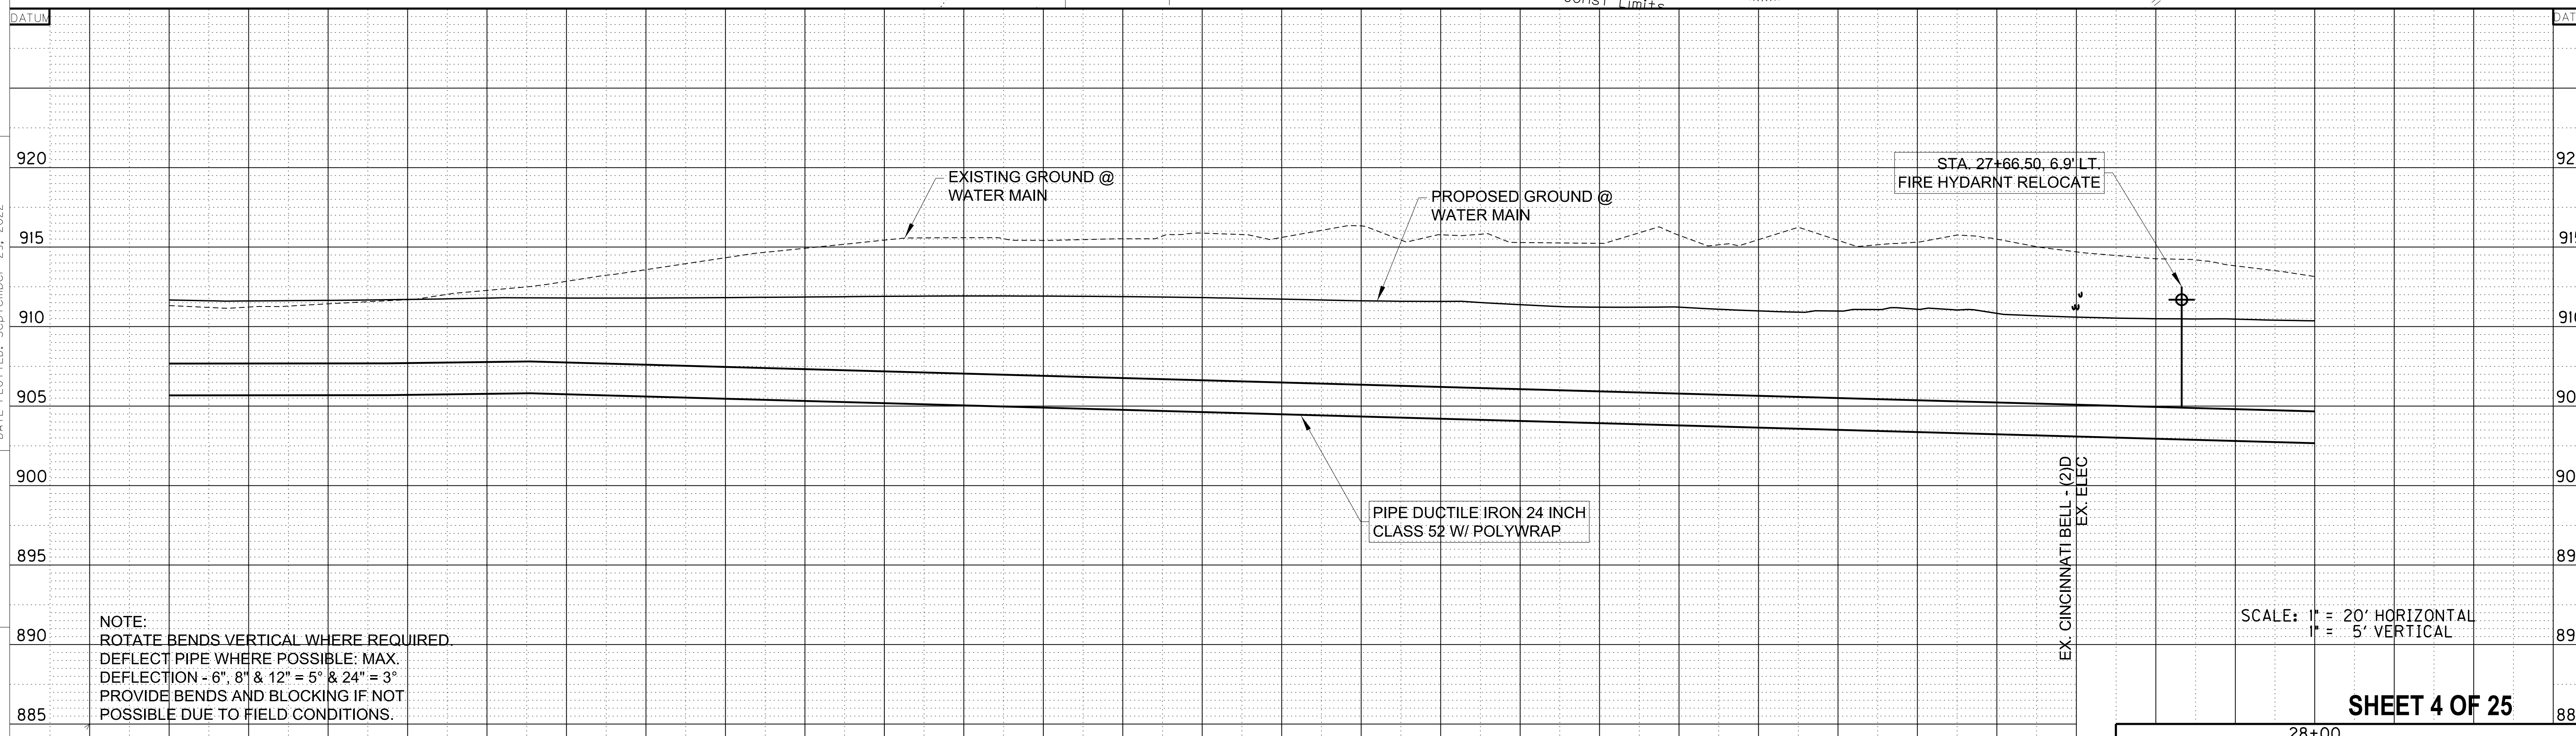 Const Limits
DATUM
920
915
910
905
900
895
890
885
EXISTING GROUND @
WATER MAIN
PROPOSED GROUND @
WATER MAIN
STA. 27+66.50, 6.9' LT.
FIRE HYDARNT RELOCATE
PIPE DUCTILE IRON 24 INCH
CLASS 52 W/ POLYWRAP
EX. CINCINNATI BELL - (2)D
EX. ELEC
NOTE:
ROTATE BENDS VERTICAL WHERE REQUIRED.
DEFLECT PIPE WHERE POSSIBLE: MAX.
DEFLECTION - 6", 8" & 12" = 5° & 24" = 3°
PROVIDE BENDS AND BLOCKING IF NOT
POSSIBLE DUE TO FIELD CONDITIONS.
SCALE: 1" = 20' HORIZONTAL
1" = 5' VERTICAL
SHEET 4 OF 25
28+00